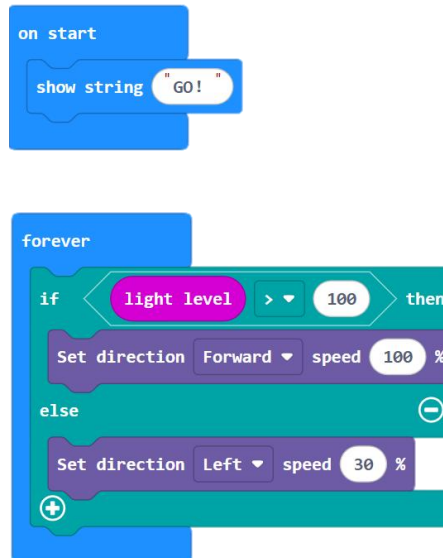 on start
show string "GO! "
forever
if light level > 100 then
Set direction Forward speed 100 %
else
Set direction Left speed 30 %